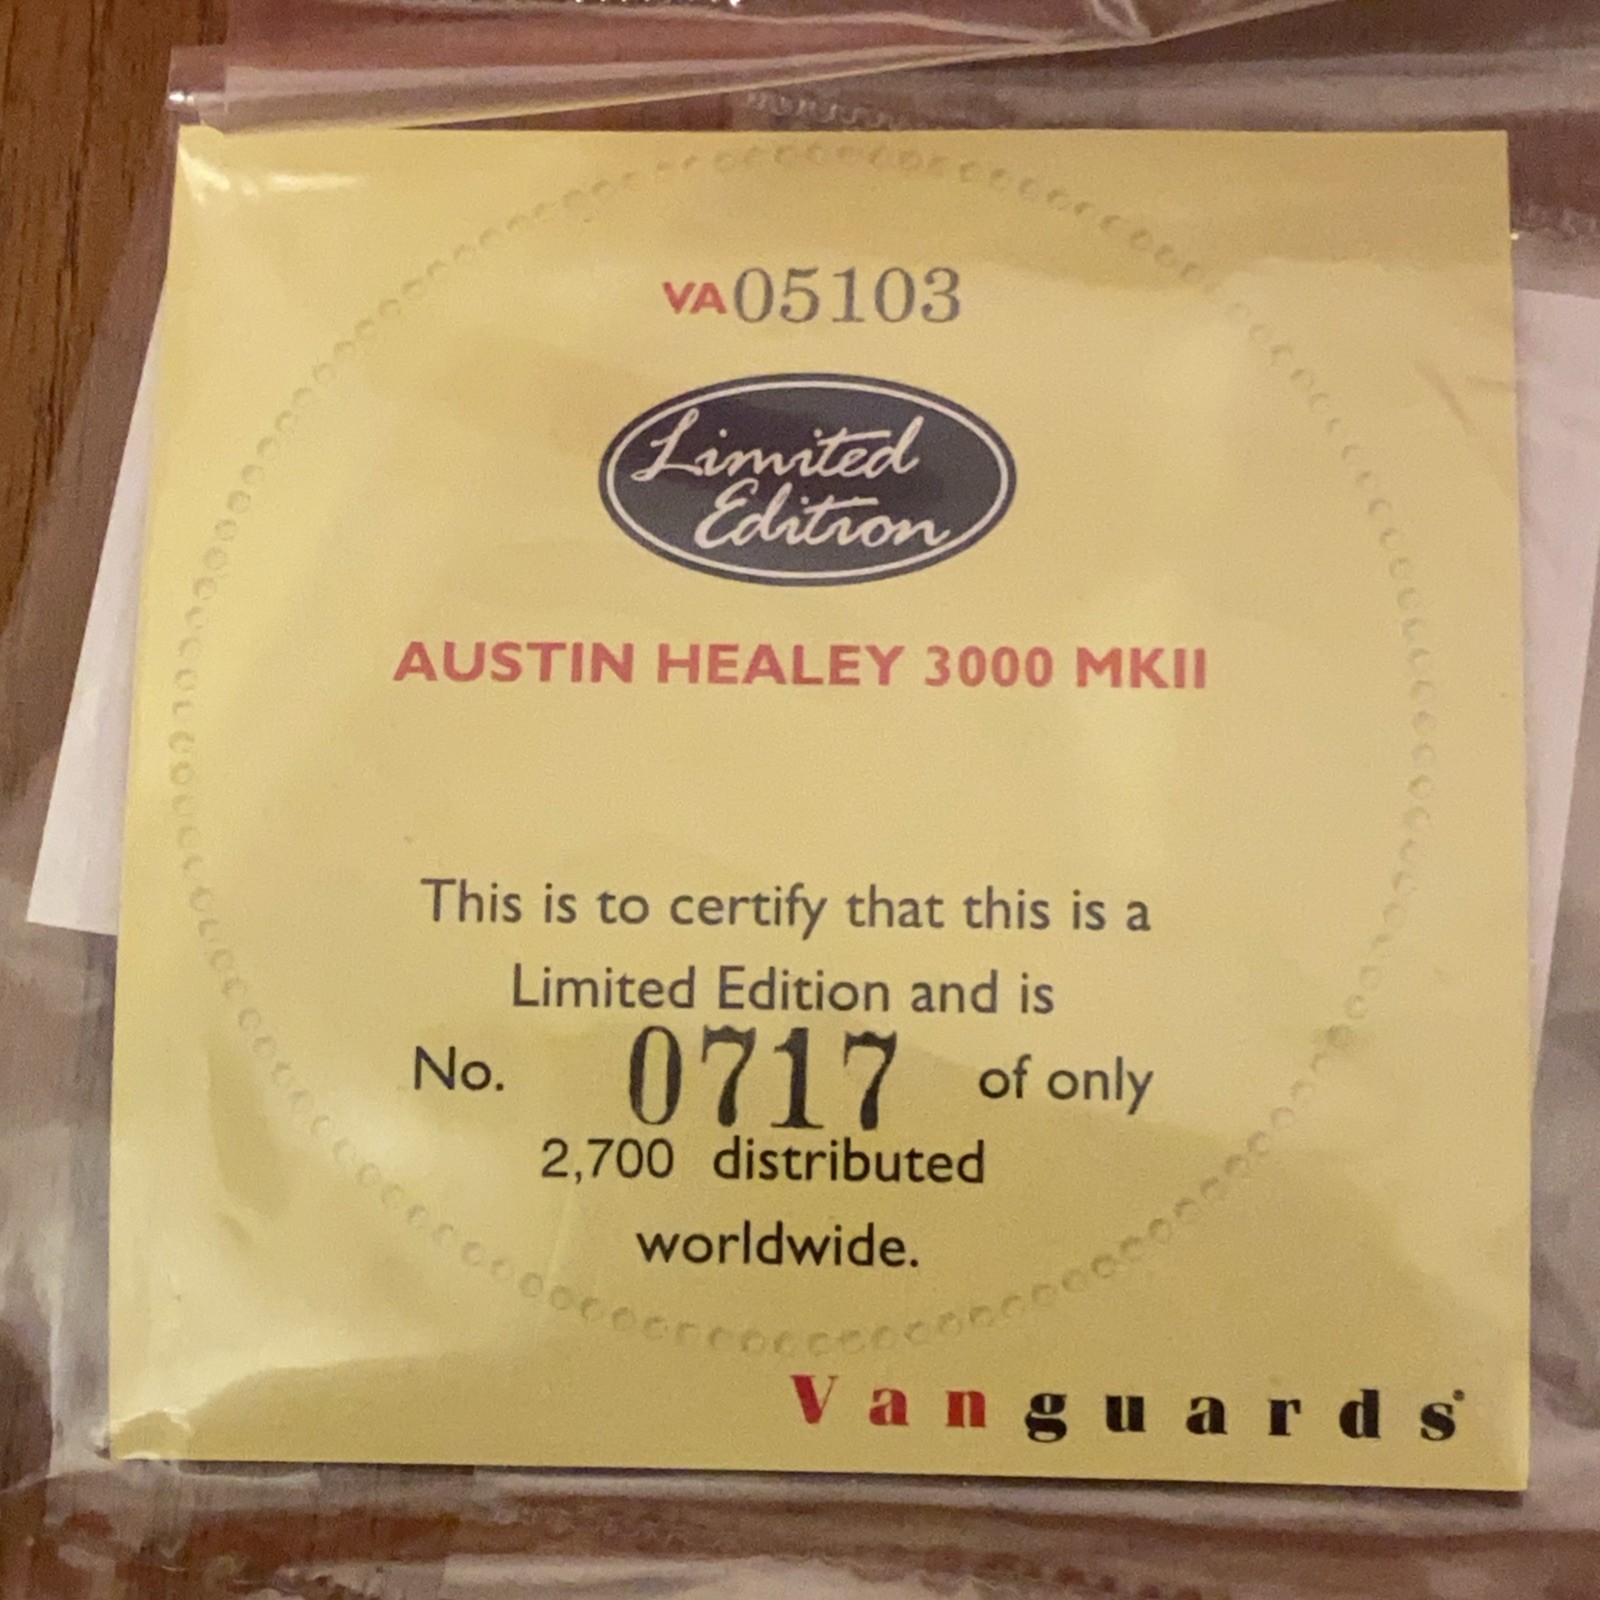 VA05103
Limited
Edition
AUSTIN HEALEY 3000 MKII
This is to certify that this is a
Limited Edition and is
No. 0717 of only
2,700 distributed
worldwide.
Vanguards